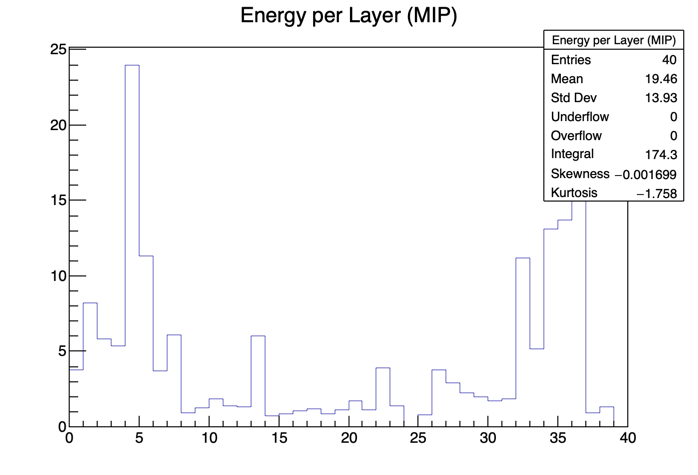 Energy per Layer (MIP)
Energy per Layer (MIP)
Entries 40
Mean 19.46
Std Dev 13.93
Underflow 0
Overflow 0
Integral 174.3
Skewness −0.001699
Kurtosis −1.758
25
20
15
10
5
0
0 5 10 15 20 25 30 35 40